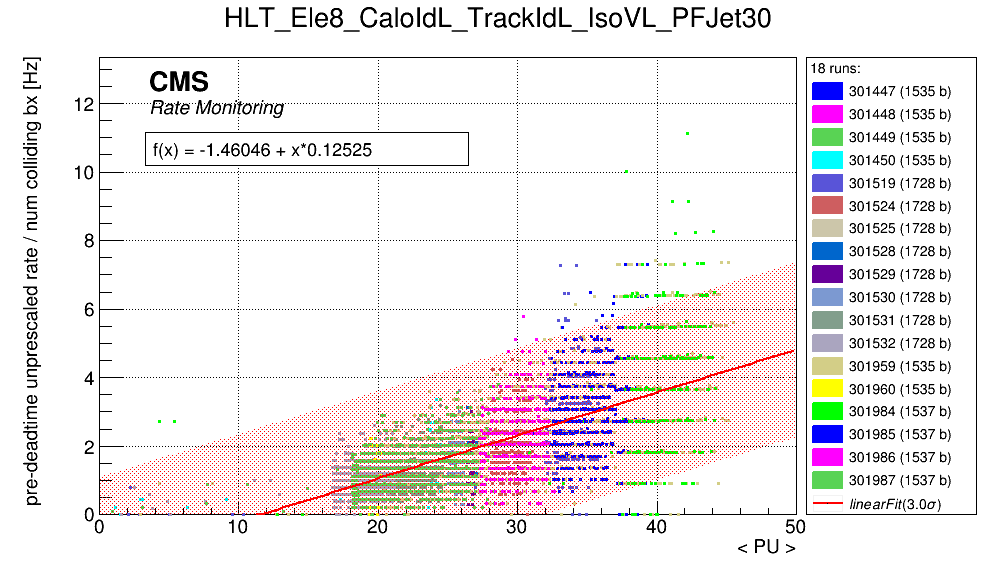 HLT_Ele8_CaloIdL_TrackIdL_IsoVL_PFJet30
pre-deadtime unprescaled rate / num colliding bx [Hz]
CMS
Rate Monitoring
f(x) = -1.46046 + x*0.12525
12
10
8
6
4
2
0
0 10 20 30 40 50
< PU >
18 runs:
301447 (1535 b)
301448 (1535 b)
301449 (1535 b)
301450 (1535 b)
301519 (1728 b)
301524 (1728 b)
301525 (1728 b)
301528 (1728 b)
301529 (1728 b)
301530 (1728 b)
301531 (1728 b)
301532 (1728 b)
301959 (1535 b)
301960 (1535 b)
301984 (1537 b)
301985 (1537 b)
301986 (1537 b)
301987 (1537 b)
linearFit(3.0σ)